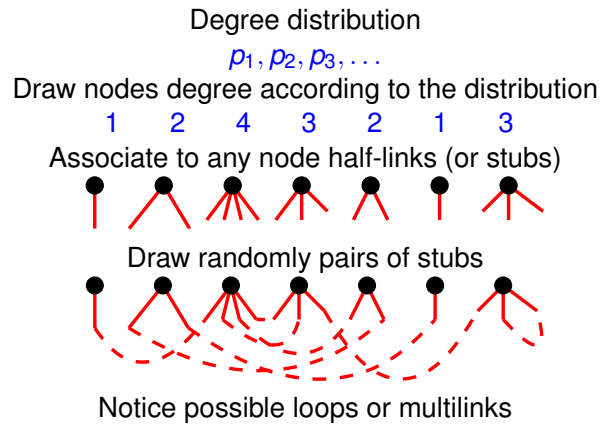 Degree distribution
p₁, p₂, p₃, . . .
Draw nodes degree according to the distribution
1 2 4 3 2 1 3
Associate to any node half-links (or stubs)
Draw randomly pairs of stubs
Notice possible loops or multilinks